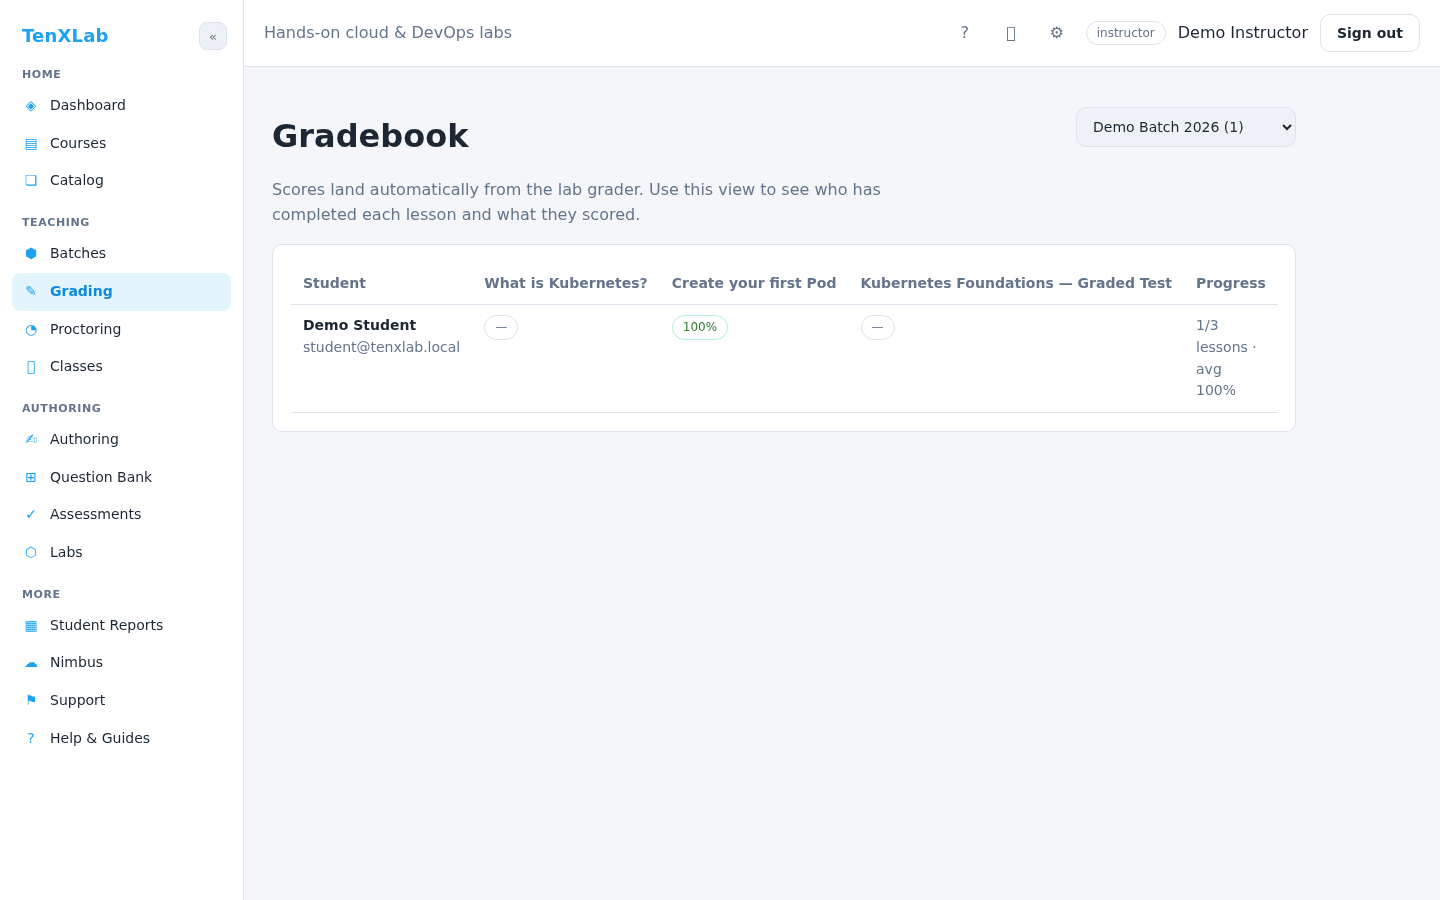 TenXLab
«
HOME
Dashboard
Courses
Catalog
TEACHING
Batches
Grading
Proctoring
Classes
AUTHORING
Authoring
Question Bank
Assessments
Labs
MORE
Student Reports
Nimbus
Support
? Help & Guides
Hands-on cloud & DevOps labs
?
instructor
Demo Instructor
Sign out
Gradebook
Demo Batch 2026 (1)
Scores land automatically from the lab grader. Use this view to see who has
completed each lesson and what they scored.
Student What is Kubernetes? Create your first Pod Kubernetes Foundations — Graded Test Progress
Demo Student — 100% — 1/3
student@tenxlab.local lessons ·
avg
100%